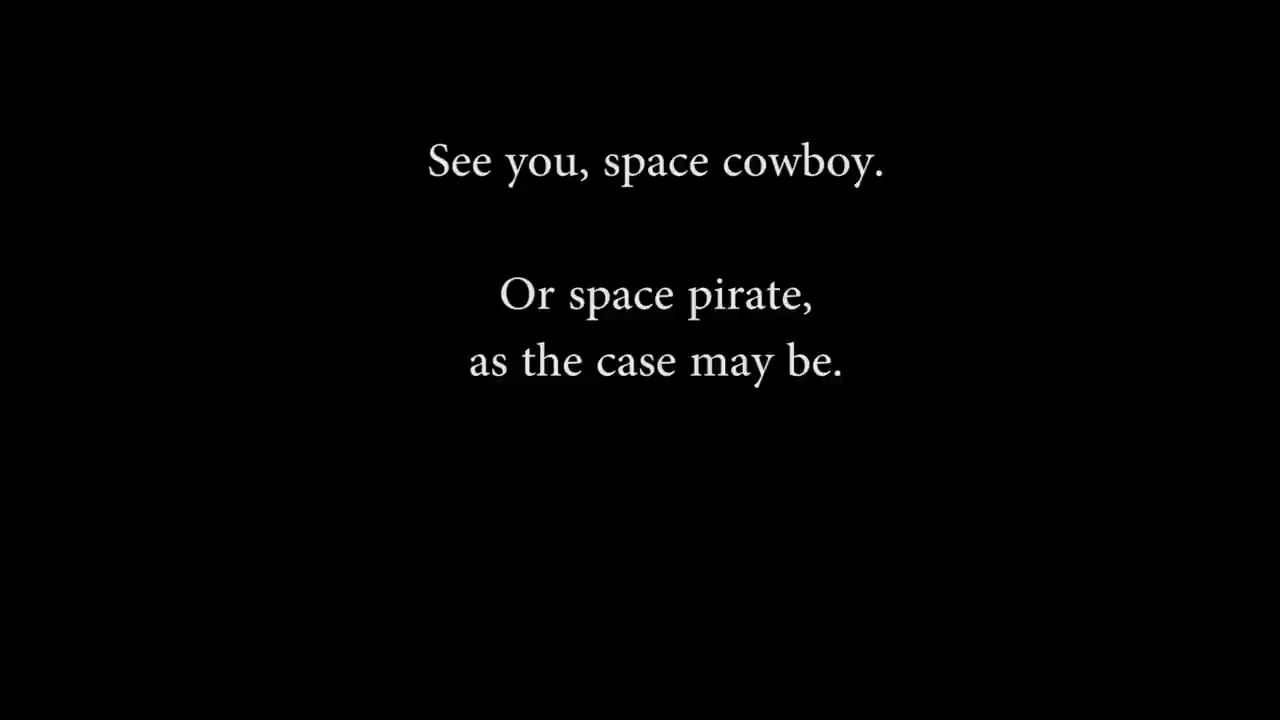 See you, space cowboy.
Or space pirate,
as the case may be.